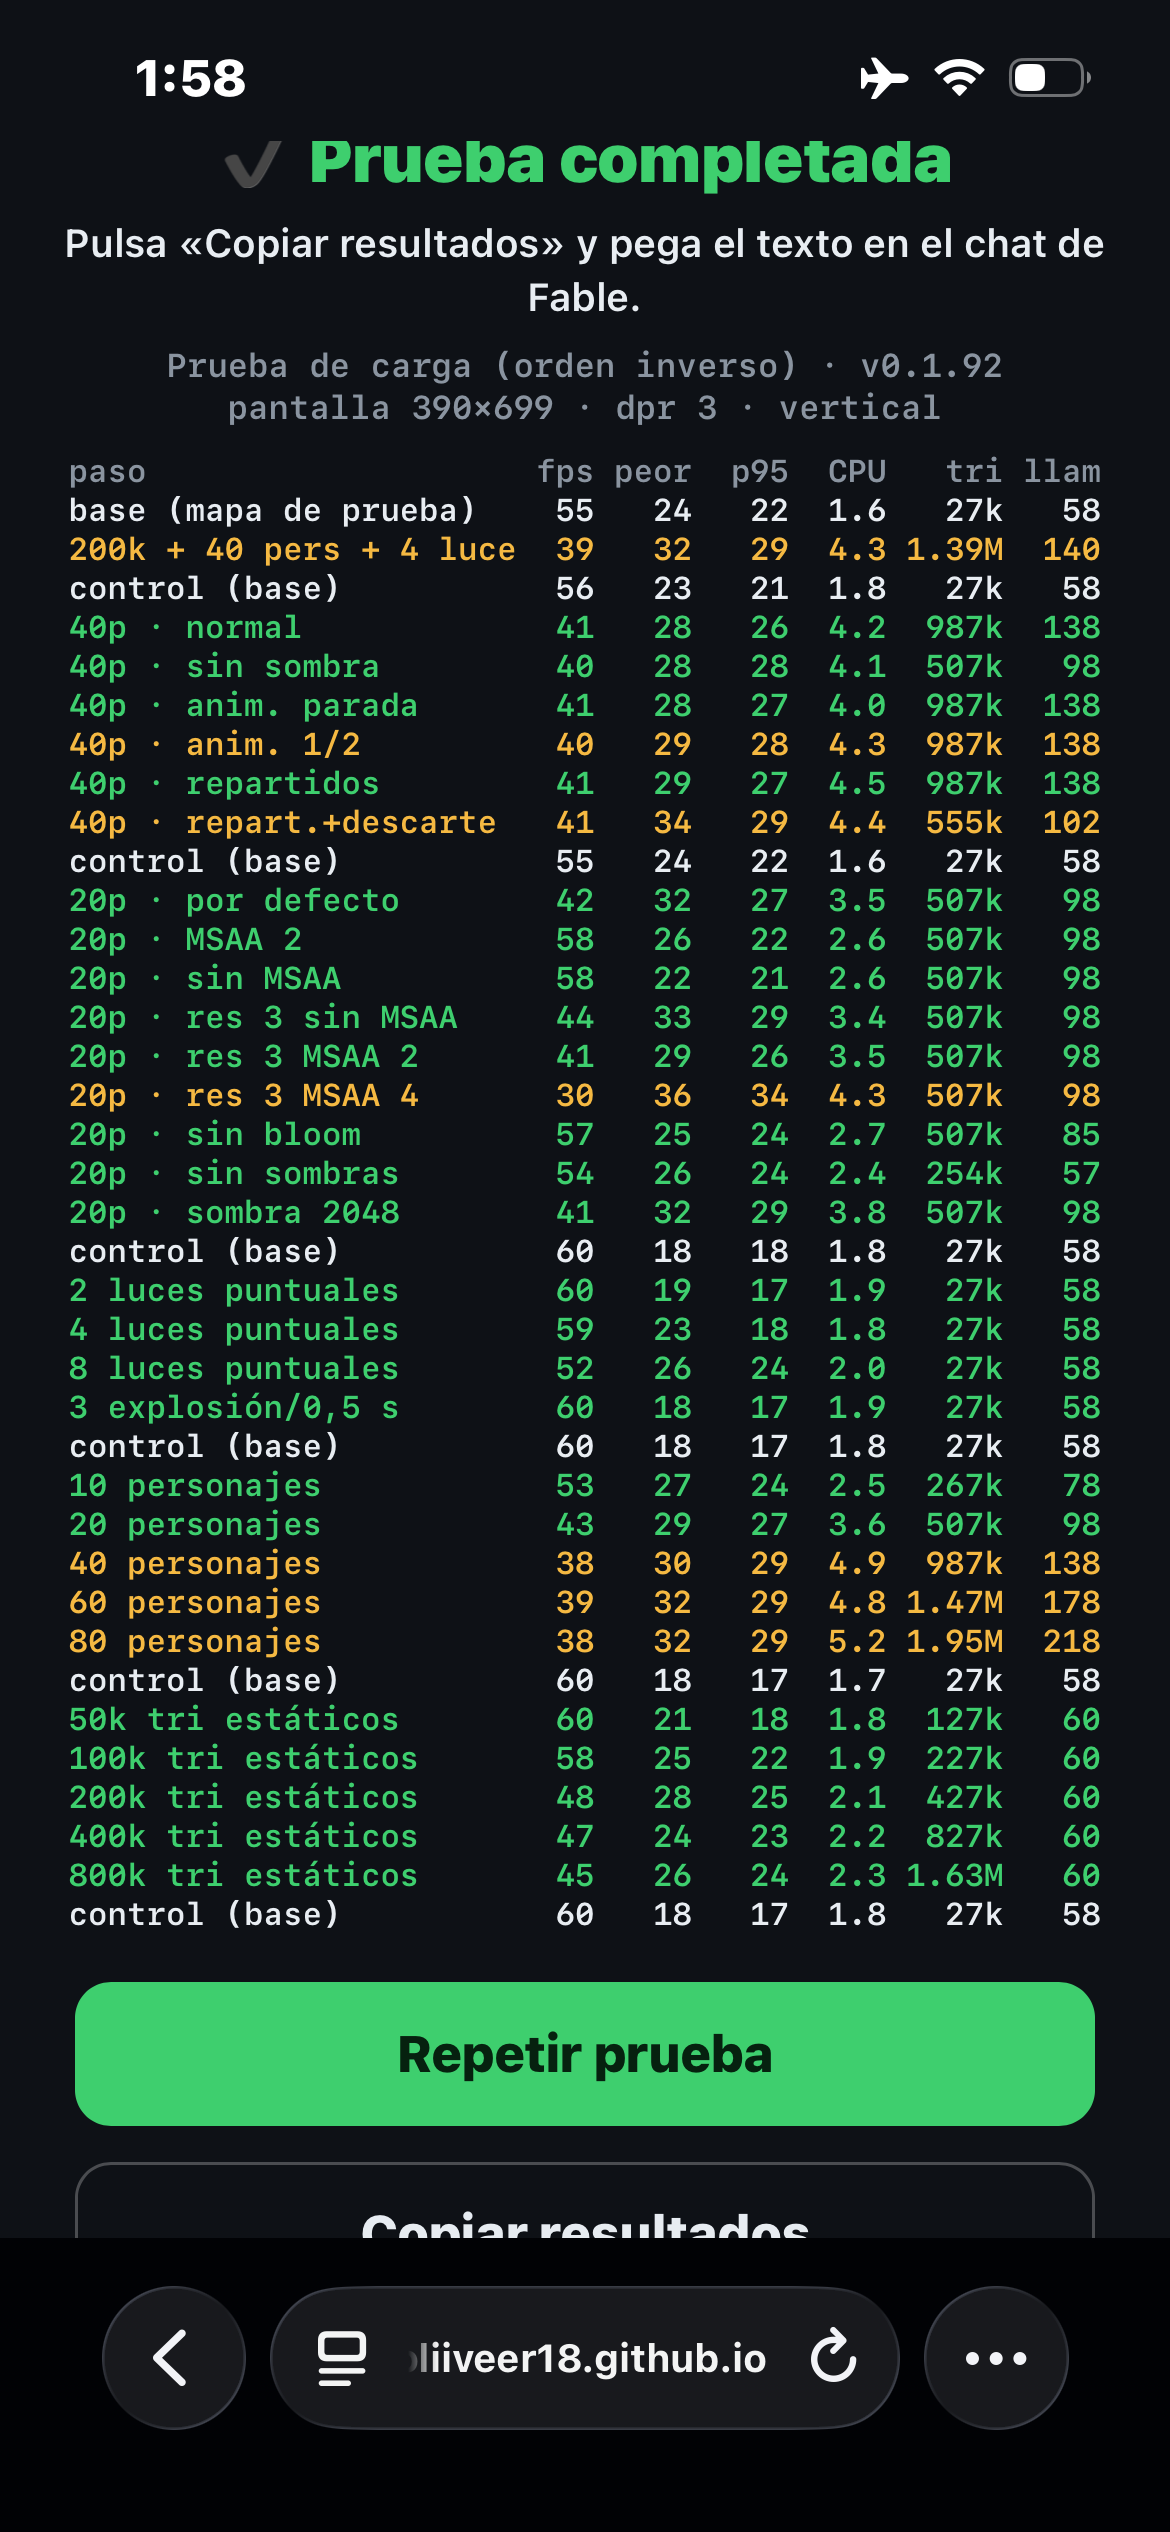 1:58
Prueba completada
Pulsa «Copiar resultados» y pega el texto en el chat de
Fable.
Prueba de carga (orden inverso) · v0.1.92
pantalla 390×699 · dpr 3 · vertical
paso fps peor p95 CPU tri llam
base (mapa de prueba) 55 24 22 1.6 27k 58
200k + 40 pers + 4 luce 39 32 29 4.3 1.39M 140
control (base) 56 23 21 1.8 27k 58
40p · normal 41 28 26 4.2 987k 138
40p · sin sombra 40 28 28 4.1 507k 98
40p · anim. parada 41 28 27 4.0 987k 138
40p · anim. 1/2 40 29 28 4.3 987k 138
40p · repartidos 41 29 27 4.5 987k 138
40p · repart.+descarte 41 34 29 4.4 555k 102
control (base) 55 24 22 1.6 27k 58
20p · por defecto 42 32 27 3.5 507k 98
20p · MSAA 2 58 26 22 2.6 507k 98
20p · sin MSAA 58 22 21 2.6 507k 98
20p · res 3 sin MSAA 44 33 29 3.4 507k 98
20p · res 3 MSAA 2 41 29 26 3.5 507k 98
20p · res 3 MSAA 4 30 36 34 4.3 507k 98
20p · sin bloom 57 25 24 2.7 507k 85
20p · sin sombras 54 26 24 2.4 254k 57
20p · sombra 2048 41 32 29 3.8 507k 98
control (base) 60 18 18 1.8 27k 58
2 luces puntuales 60 19 17 1.9 27k 58
4 luces puntuales 59 23 18 1.8 27k 58
8 luces puntuales 52 26 24 2.0 27k 58
3 explosión/0,5 s 60 18 17 1.9 27k 58
control (base) 60 18 17 1.8 27k 58
10 personajes 53 27 24 2.5 267k 78
20 personajes 43 29 27 3.6 507k 98
40 personajes 38 30 29 4.9 987k 138
60 personajes 39 32 29 4.8 1.47M 178
80 personajes 38 32 29 5.2 1.95M 218
control (base) 60 18 17 1.7 27k 58
50k tri estáticos 60 21 18 1.8 127k 60
100k tri estáticos 58 25 22 1.9 227k 60
200k tri estáticos 48 28 25 2.1 427k 60
400k tri estáticos 47 24 23 2.2 827k 60
800k tri estáticos 45 26 24 2.3 1.63M 60
control (base) 60 18 17 1.8 27k 58
Repetir prueba
Copiar resultados
liiveer18.github.io